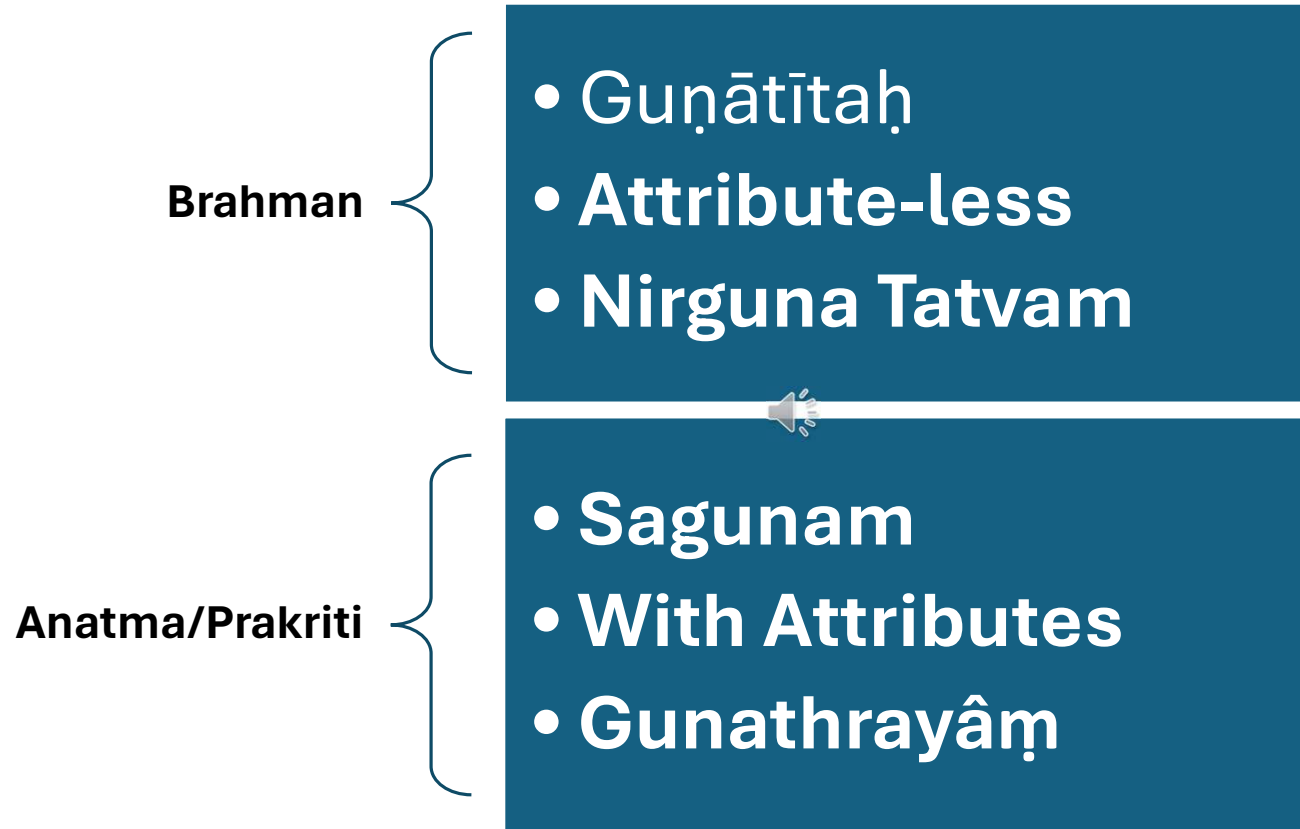 Brahman
• Guṇātītaḥ
• Attribute-less
• Nirguna Tatvam
Anatma/Prakriti
• Sagunam
• With Attributes
• Gunathrayâṃ